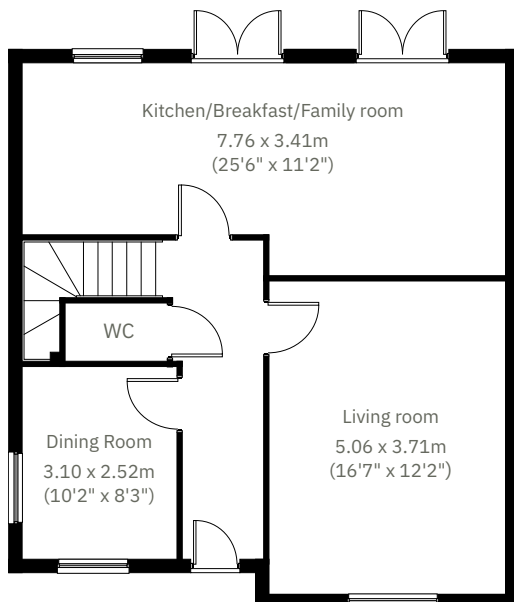 Kitchen/Breakfast/Family room
7.76 x 3.41m
(25'6" x 11'2")
WC
Dining Room
3.10 x 2.52m
(10'2" x 8'3")
Living room
5.06 x 3.71m
(16'7" x 12'2")